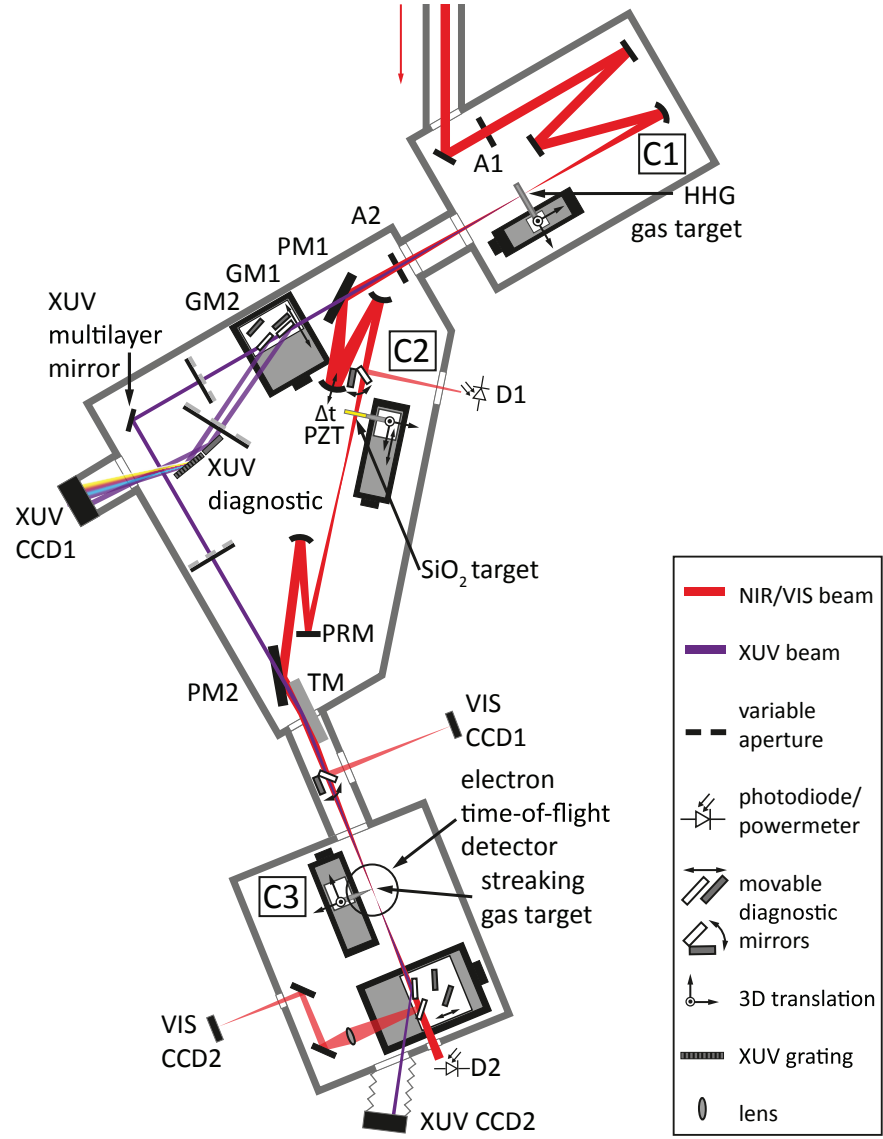 A1
C1
HHG
gas target
A2
PM1
GM1
GM2
XUV
multilayer
mirror
C2
D1
Δt
PZT
XUV
diagnostic
XUV
CCD1
SiO2 target
PRM
PM2
TM
VIS
CCD1
electron
time-of-flight
detector
streaking
gas target
C3
VIS
CCD2
D2
XUV CCD2
NIR/VIS beam
XUV beam
variable
aperture
photodiode/
powermeter
movable
diagnostic
mirrors
3D translation
XUV grating
lens